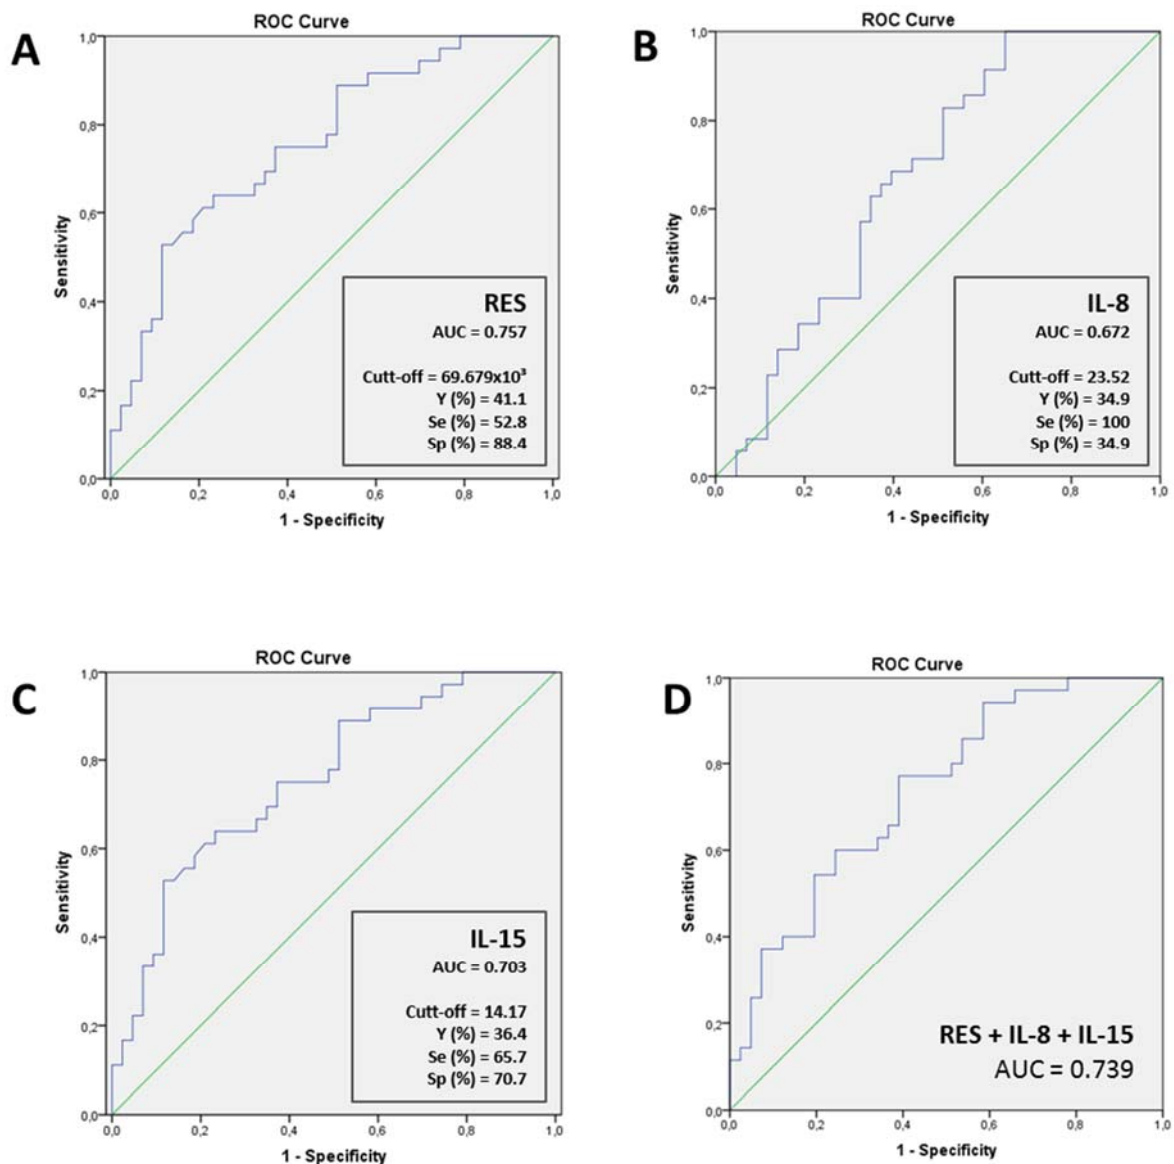 A
ROC Curve
1,0
0,8
0,6
0,4
0,2
0,0
Sensitivity
RES
AUC = 0.757
Cutt-off = 69.679x10³
Y (%) = 41.1
Se (%) = 52.8
Sp (%) = 88.4
0,0 0,2 0,4 0,6 0,8 1,0
1 - Specificity
B
ROC Curve
1,0
0,8
0,6
0,4
0,2
0,0
Sensitivity
IL-8
AUC = 0.672
Cutt-off = 23.52
Y (%) = 34.9
Se (%) = 100
Sp (%) = 34.9
0,0 0,2 0,4 0,6 0,8 1,0
1 - Specificity
C
ROC Curve
1,0
0,8
0,6
0,4
0,2
0,0
Sensitivity
IL-15
AUC = 0.703
Cutt-off = 14.17
Y (%) = 36.4
Se (%) = 65.7
Sp (%) = 70.7
0,0 0,2 0,4 0,6 0,8 1,0
1 - Specificity
D
ROC Curve
1,0
0,8
0,6
0,4
0,2
0,0
Sensitivity
RES + IL-8 + IL-15
AUC = 0.739
0,0 0,2 0,4 0,6 0,8 1,0
1 - Specificity